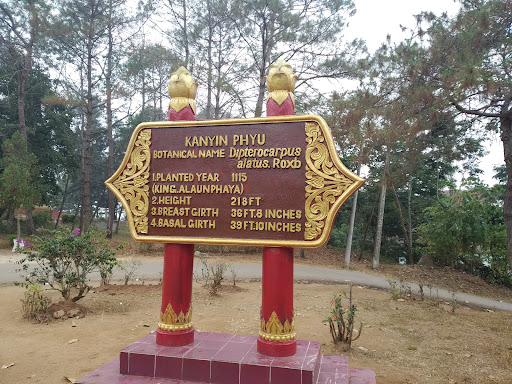 KANYIN PHYU
BOTANICAL NAME Dipterocarpus
alatus. Roxb
1.PLANTED YEAR 1115
(KING.ALAUNPHAYA)
2.HEIGHT 218 FT
3.BREAST GIRTH 36 FT.8 INCHES
4.BASAL GIRTH 39 FT.10 INCHES